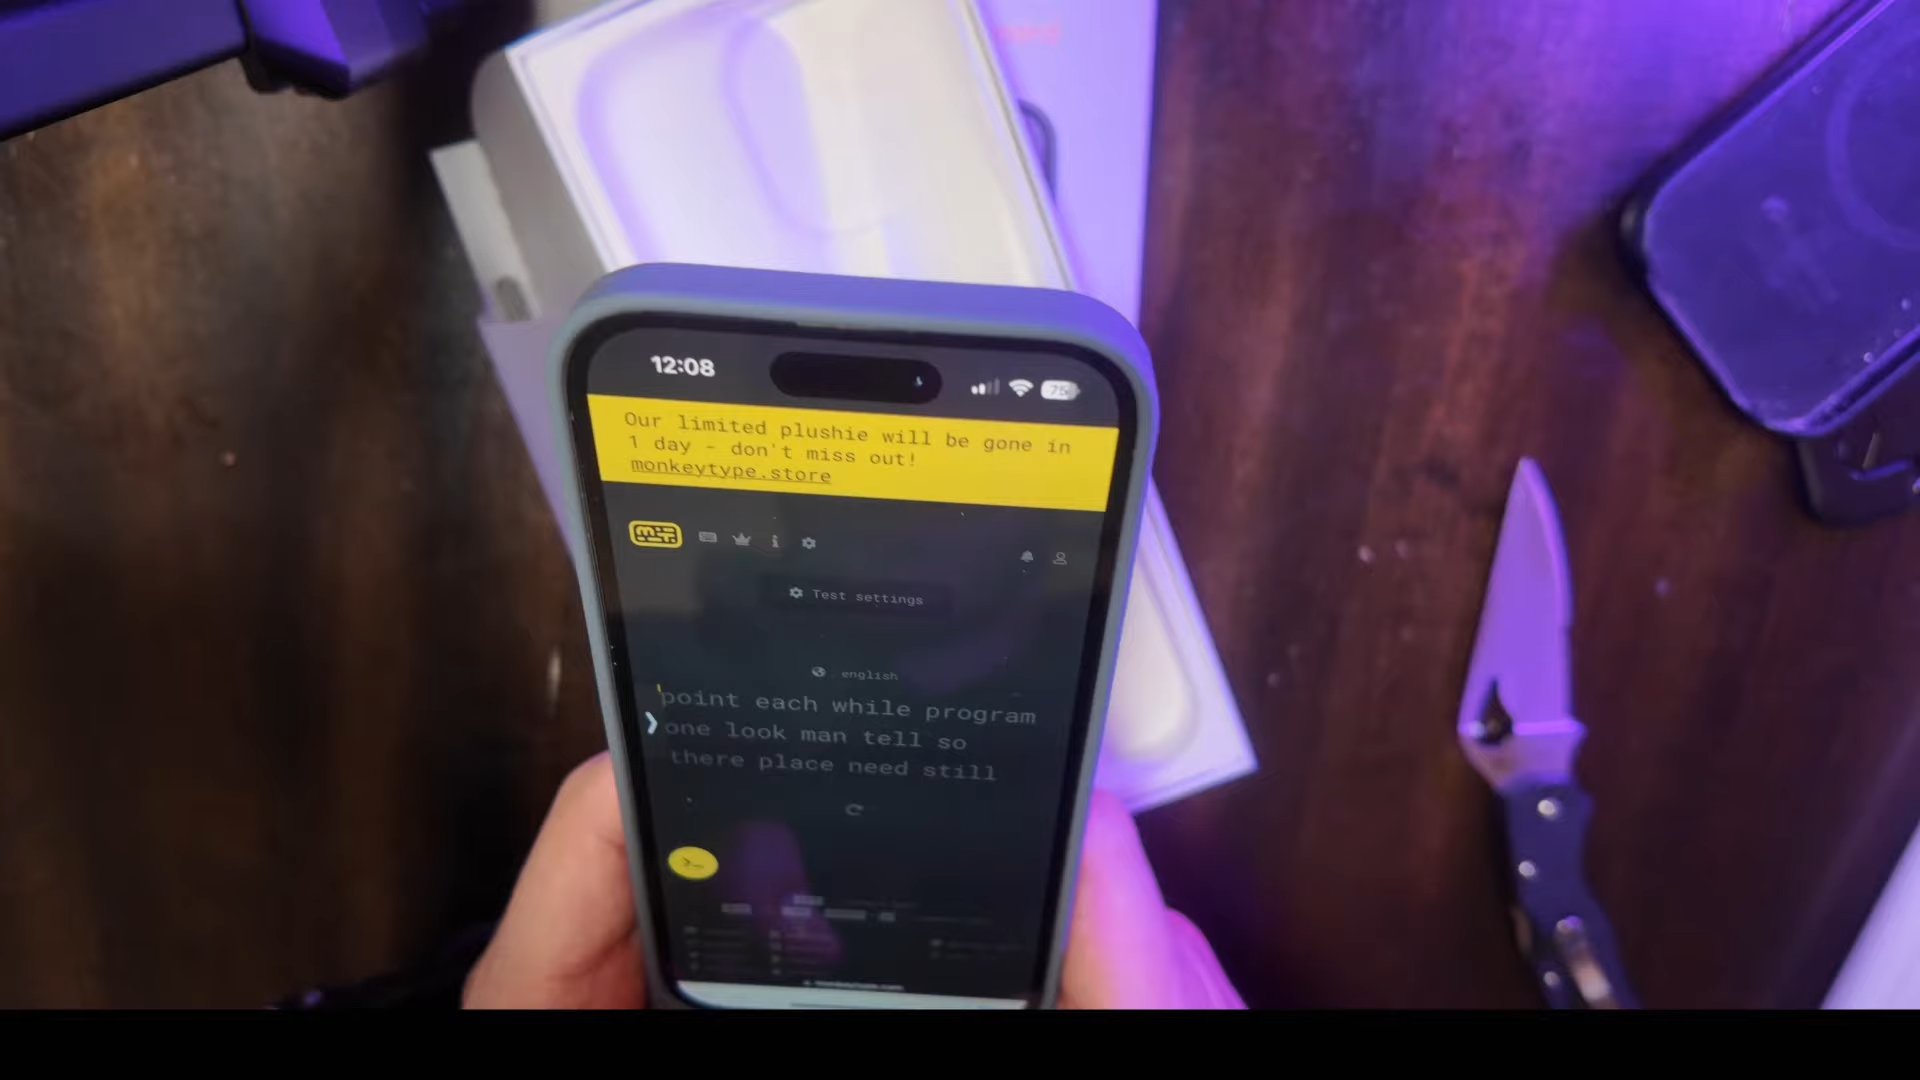 12:08
75
Our limited plushie will be gone in
1 day - don't miss out!
monkeytype.store
Test settings
english
point each while program
one look man tell so
there place need still